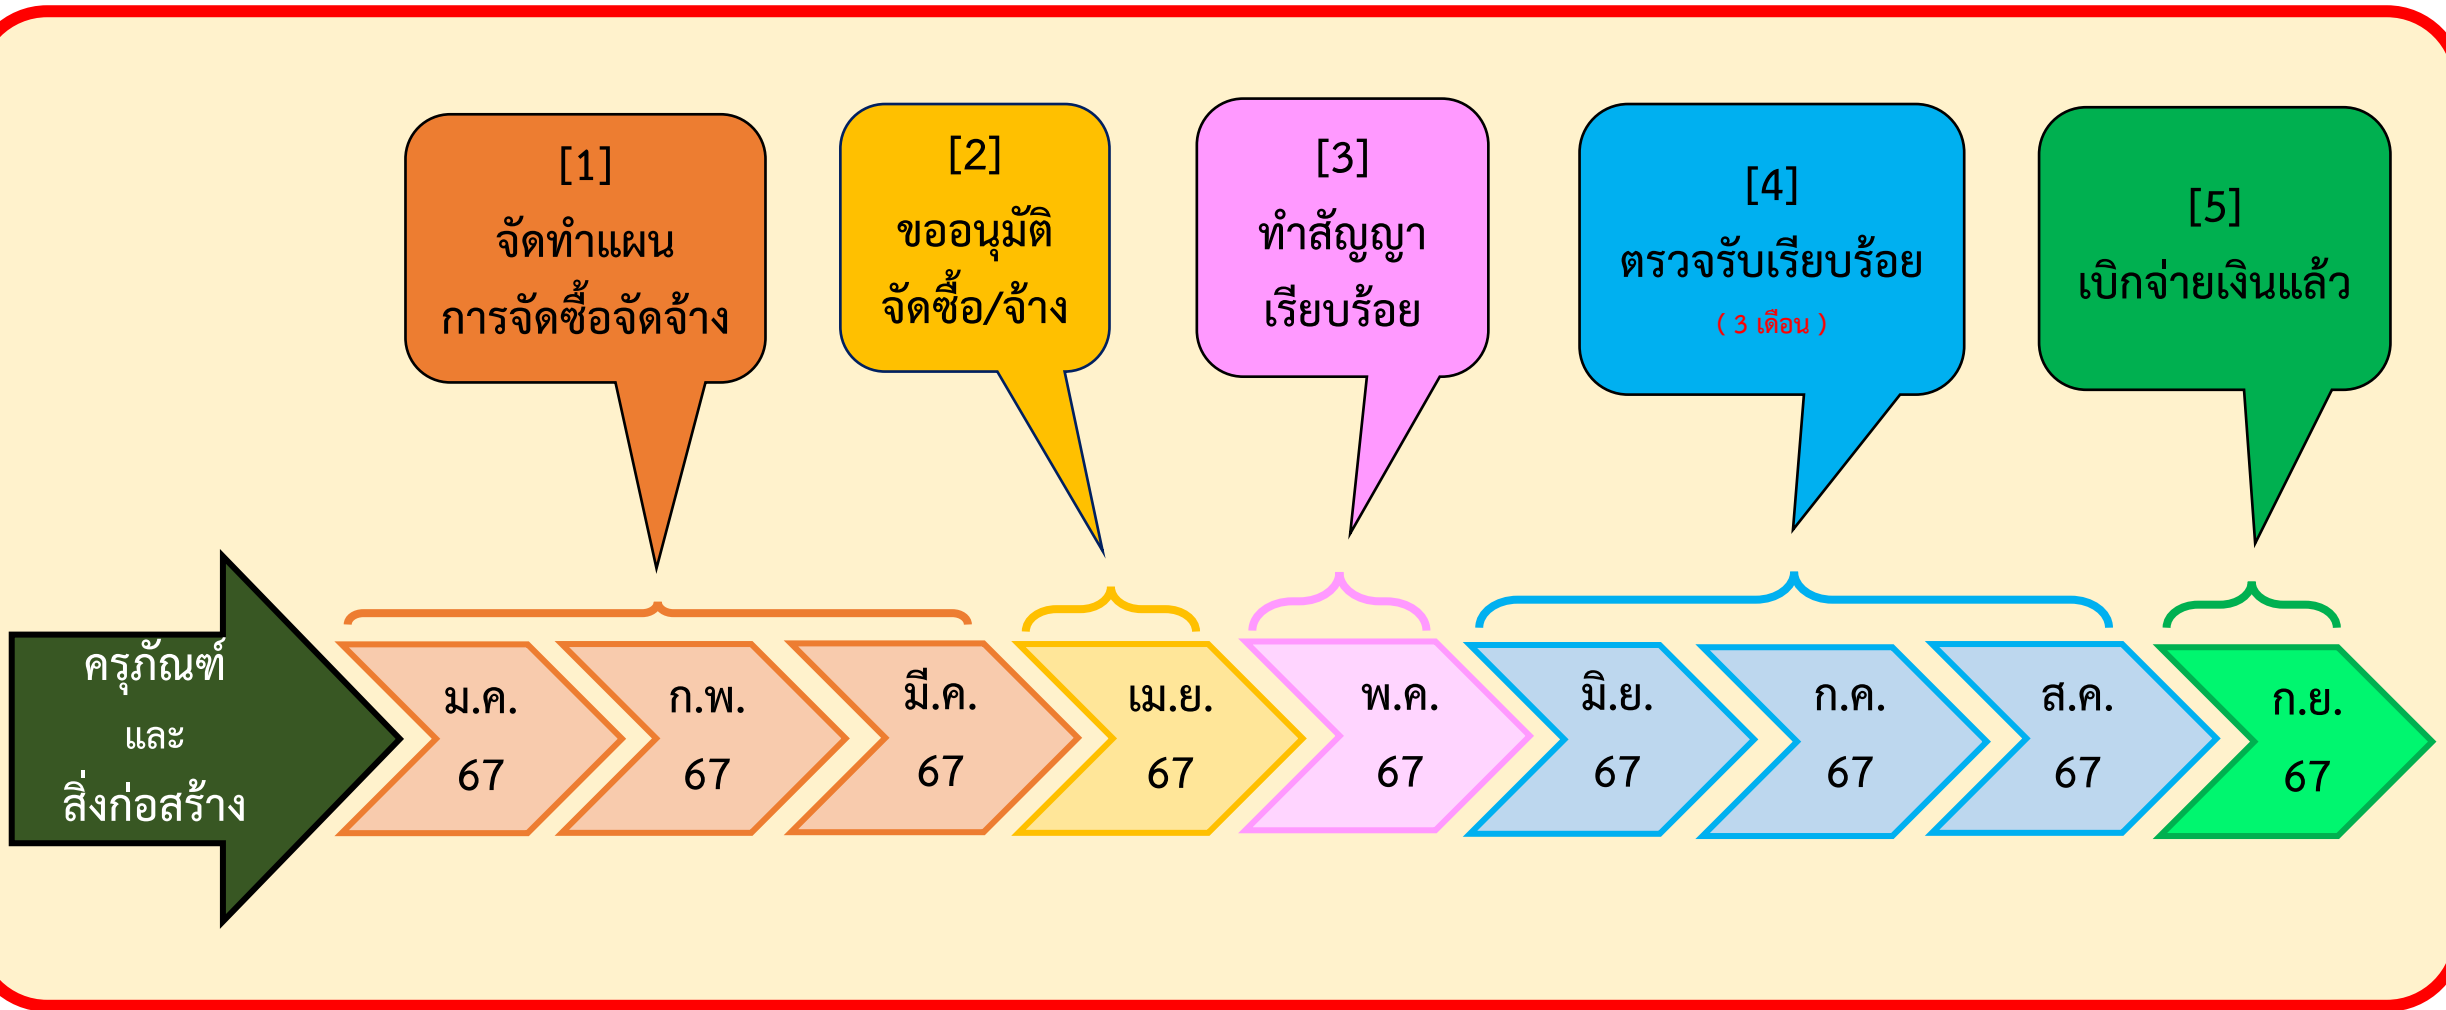 [1]
จัดทำแผน
การจัดซื้อจัดจ้าง
[2]
ขออนุมัติ
จัดซื้อ/จ้าง
[3]
ทำสัญญา
เรียบร้อย
[4]
ตรวจรับเรียบร้อย
( 3 เดือน )
[5]
เบิกจ่ายเงินแล้ว
ครุภัณฑ์
และ
สิ่งก่อสร้าง
ม.ค.
67
ก.พ.
67
มี.ค.
67
เม.ย.
67
พ.ค.
67
มิ.ย.
67
ก.ค.
67
ส.ค.
67
ก.ย.
67